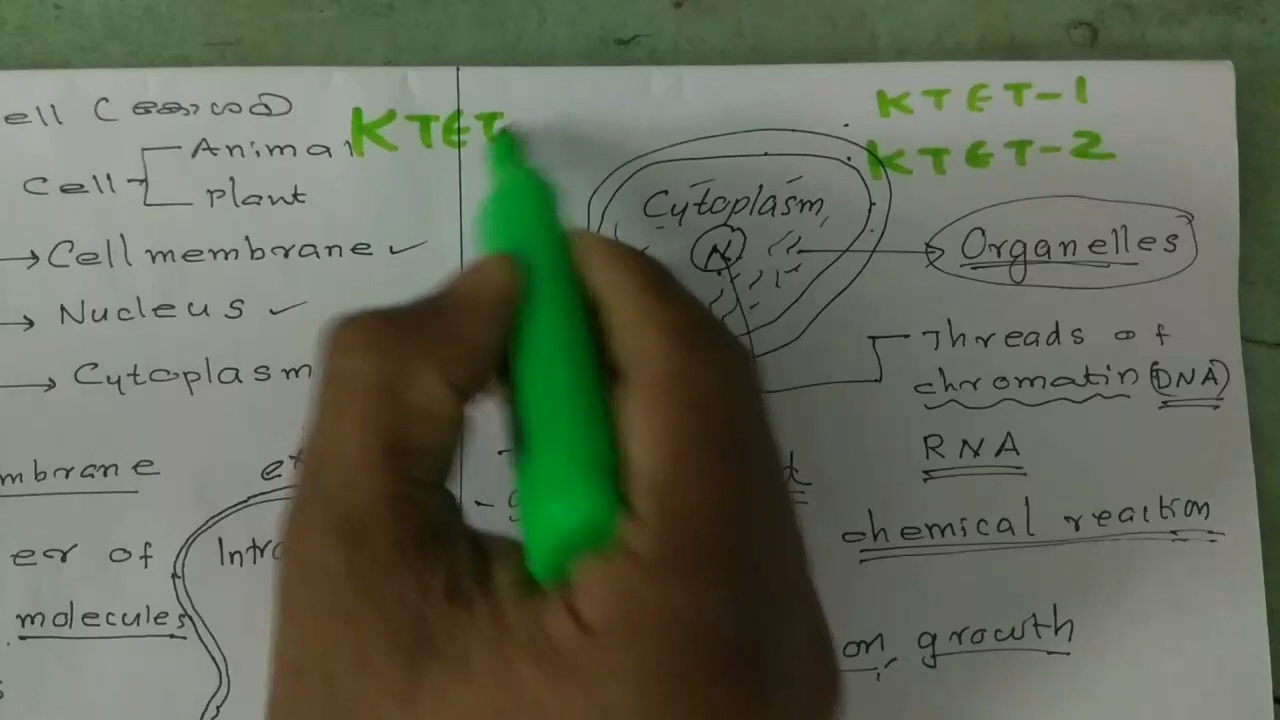 ell (കോശം)
Cell
Animal
plant
KTET
→ Cell membrane ✓
→ Nucleus ✓
→ Cytoplasm
mbrane
er of
molecules
KTET-1
KTET-2
Cytoplasm
N
Organelles
Threads of
chromatin (DNA)
RNA
chemical reaction
on, growth